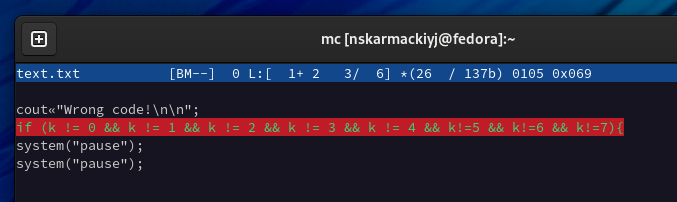 mc [nskarmackiyj@fedora]:~
text.txt [BM--] 0 L:[ 1+ 2 3/ 6] *(26 / 137b) 0105 0x069
cout«"Wrong code!\n\n";
if (k != 0 && k != 1 && k != 2 && k != 3 && k != 4 && k!=5 && k!=6 && k!=7){
system("pause");
system("pause");